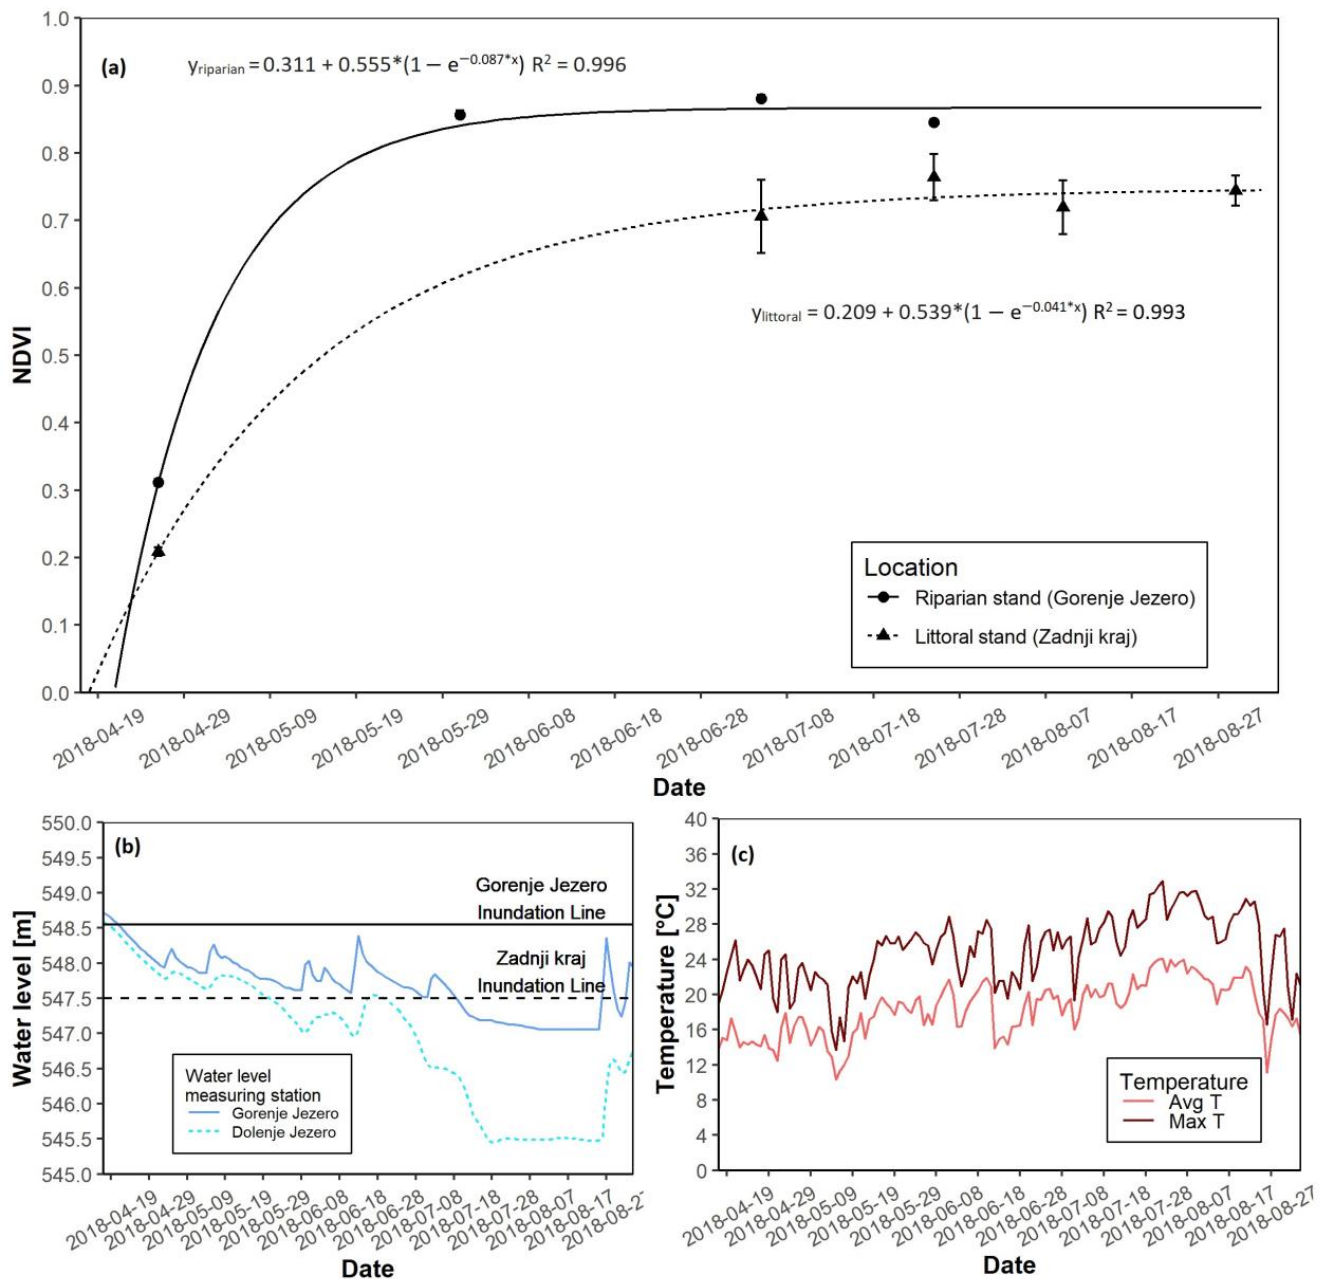 (a)
y_riparian = 0.311 + 0.555*(1 − e^−0.087*x) R² = 0.996
1.0
0.9
0.8
0.7
0.6
0.5
0.4
0.3
0.2
0.1
0.0
NDVI
y_littoral = 0.209 + 0.539*(1 − e^−0.041*x) R² = 0.993
Location
Riparian stand (Gorenje Jezero)
Littoral stand (Zadnji kraj)
2018-04-19 2018-04-29 2018-05-09 2018-05-19 2018-05-29 2018-06-08 2018-06-18 2018-06-28 2018-07-08 2018-07-18 2018-07-28 2018-08-07 2018-08-17 2018-08-27
Date
(b)
550.0
549.5
549.0
548.5
548.0
547.5
547.0
546.5
546.0
545.5
545.0
Water level [m]
Gorenje Jezero
Inundation Line
Zadnji kraj
Inundation Line
Water level
measuring station
Gorenje Jezero
Dolenje Jezero
2018-04-19 2018-04-29 2018-05-09 2018-05-19 2018-05-29 2018-06-08 2018-06-18 2018-06-28 2018-07-08 2018-07-18 2018-07-28 2018-08-07 2018-08-17 2018-08-2
Date
(c)
40
36
32
28
24
20
16
12
8
4
0
Temperature [°C]
Temperature
Avg T
Max T
2018-04-19 2018-04-29 2018-05-09 2018-05-19 2018-05-29 2018-06-08 2018-06-18 2018-06-28 2018-07-08 2018-07-18 2018-07-28 2018-08-07 2018-08-17 2018-08-27
Date